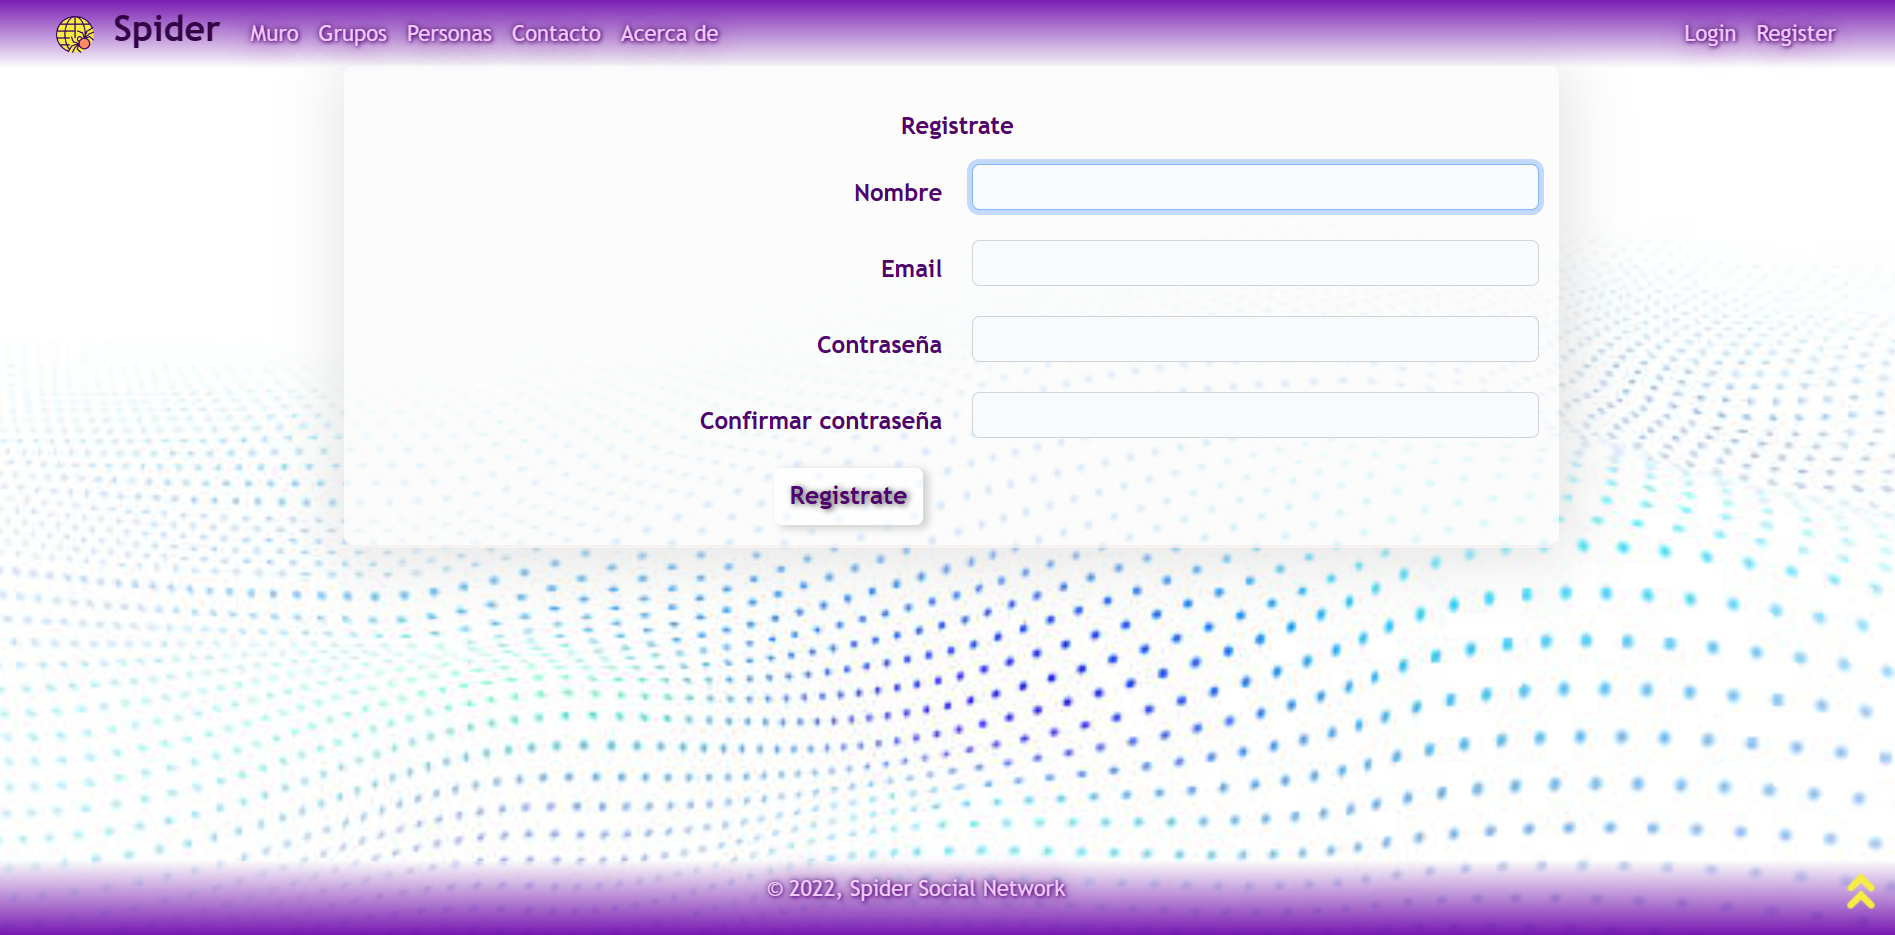 Spider Muro Grupos Personas Contacto Acerca de Login Register
Registrate
Nombre
Email
Contraseña
Confirmar contraseña
Registrate
© 2022, Spider Social Network